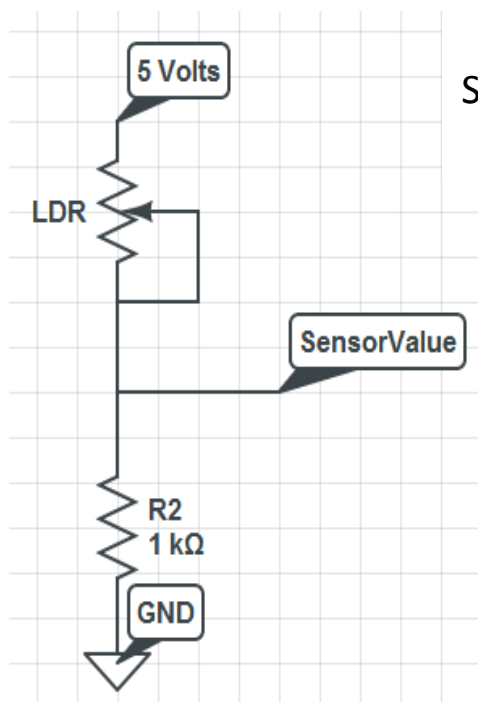 5 Volts
S
LDR
SensorValue
R2
1 kΩ
GND